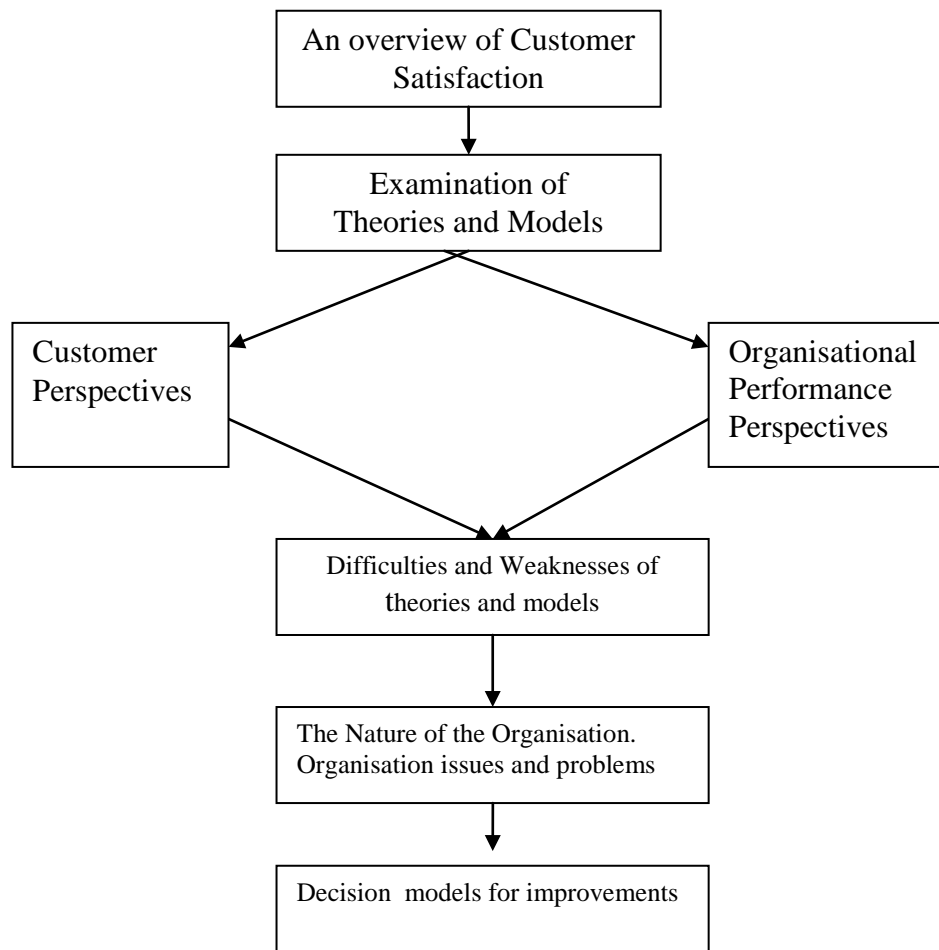 An overview of Customer
Satisfaction
Examination of
Theories and Models
Customer
Perspectives
Organisational
Performance
Perspectives
Difficulties and Weaknesses of
theories and models
The Nature of the Organisation.
Organisation issues and problems
Decision  models for improvements